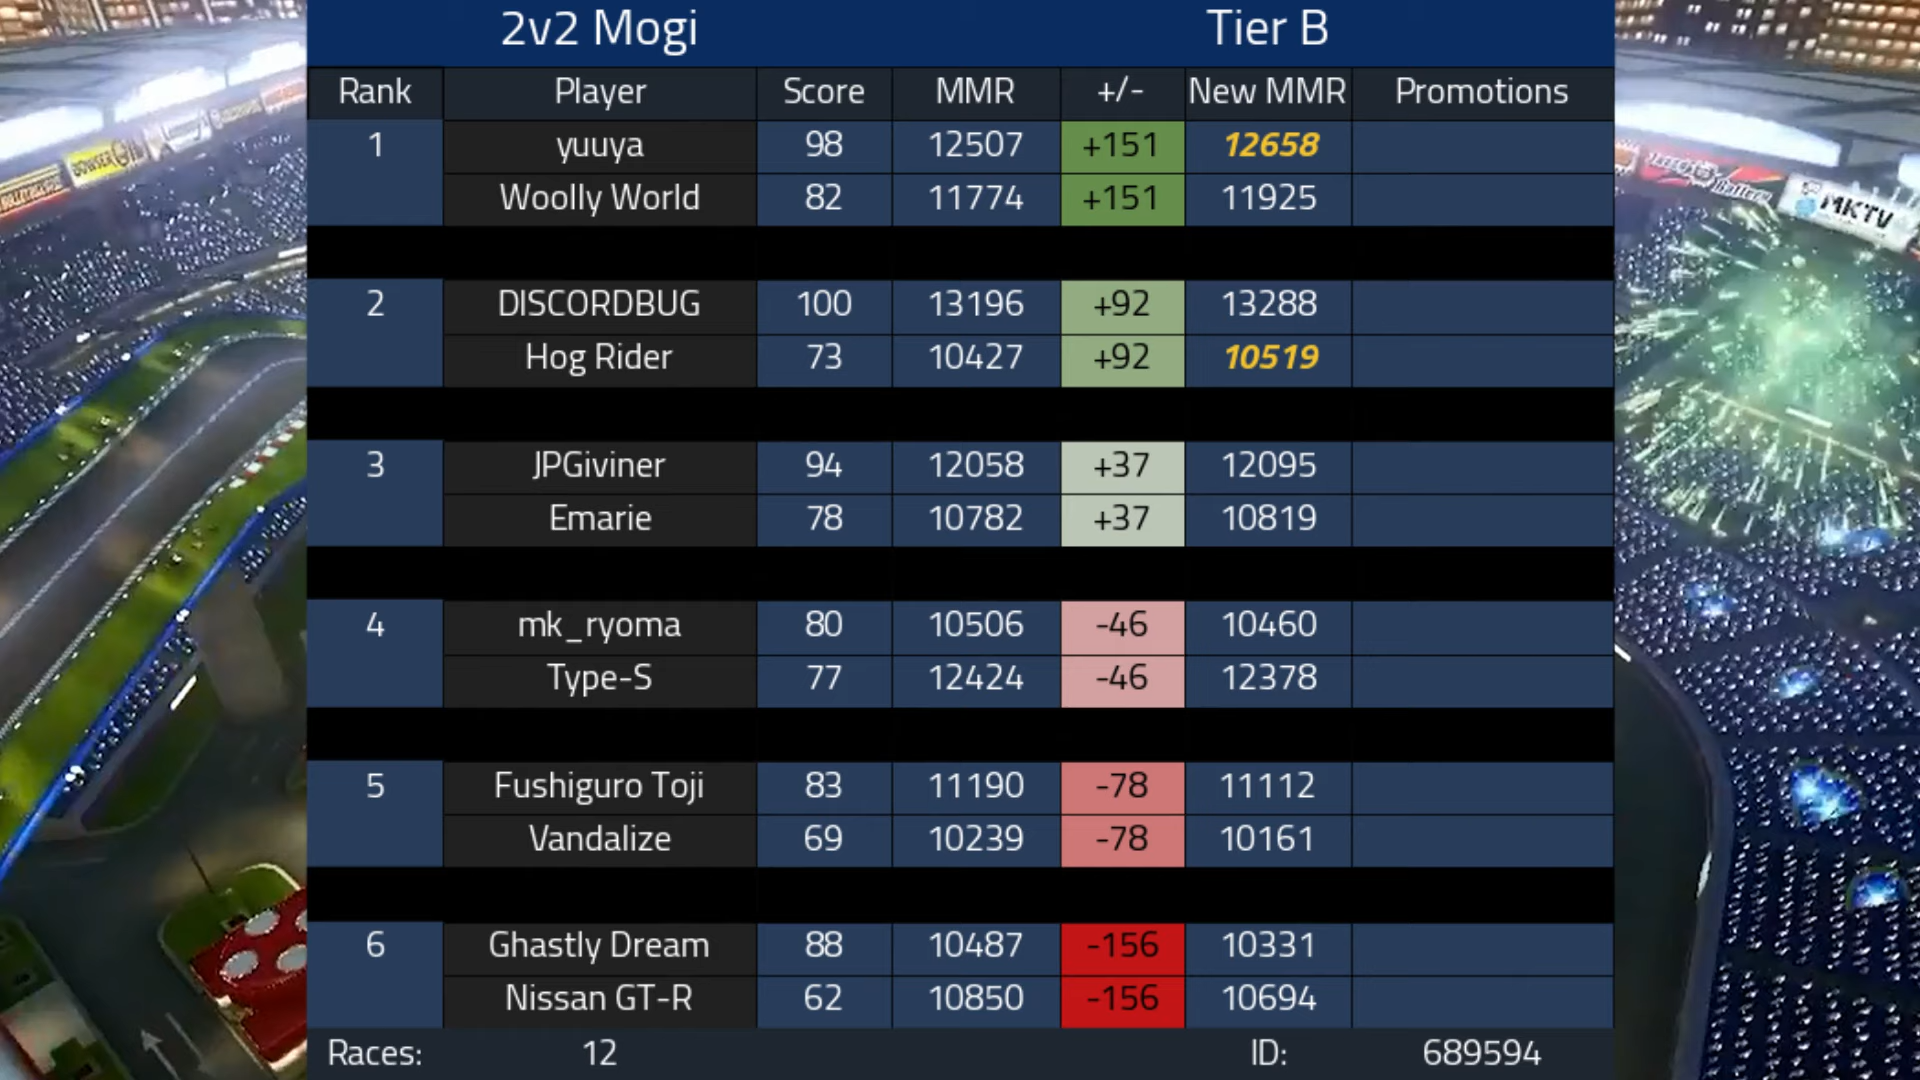 2v2 Mogi Tier B
Rank Player Score MMR +/- New MMR Promotions
1 yuuya 98 12507 +151 12658
Woolly World 82 11774 +151 11925
2 DISCORDBUG 100 13196 +92 13288
Hog Rider 73 10427 +92 10519
3 JPGiviner 94 12058 +37 12095
Emarie 78 10782 +37 10819
4 mk_ryoma 80 10506 -46 10460
Type-S 77 12424 -46 12378
5 Fushiguro Toji 83 11190 -78 11112
Vandalize 69 10239 -78 10161
6 Ghastly Dream 88 10487 -156 10331
Nissan GT-R 62 10850 -156 10694
Races: 12 ID: 689594
BOWSER OIL
MKTV